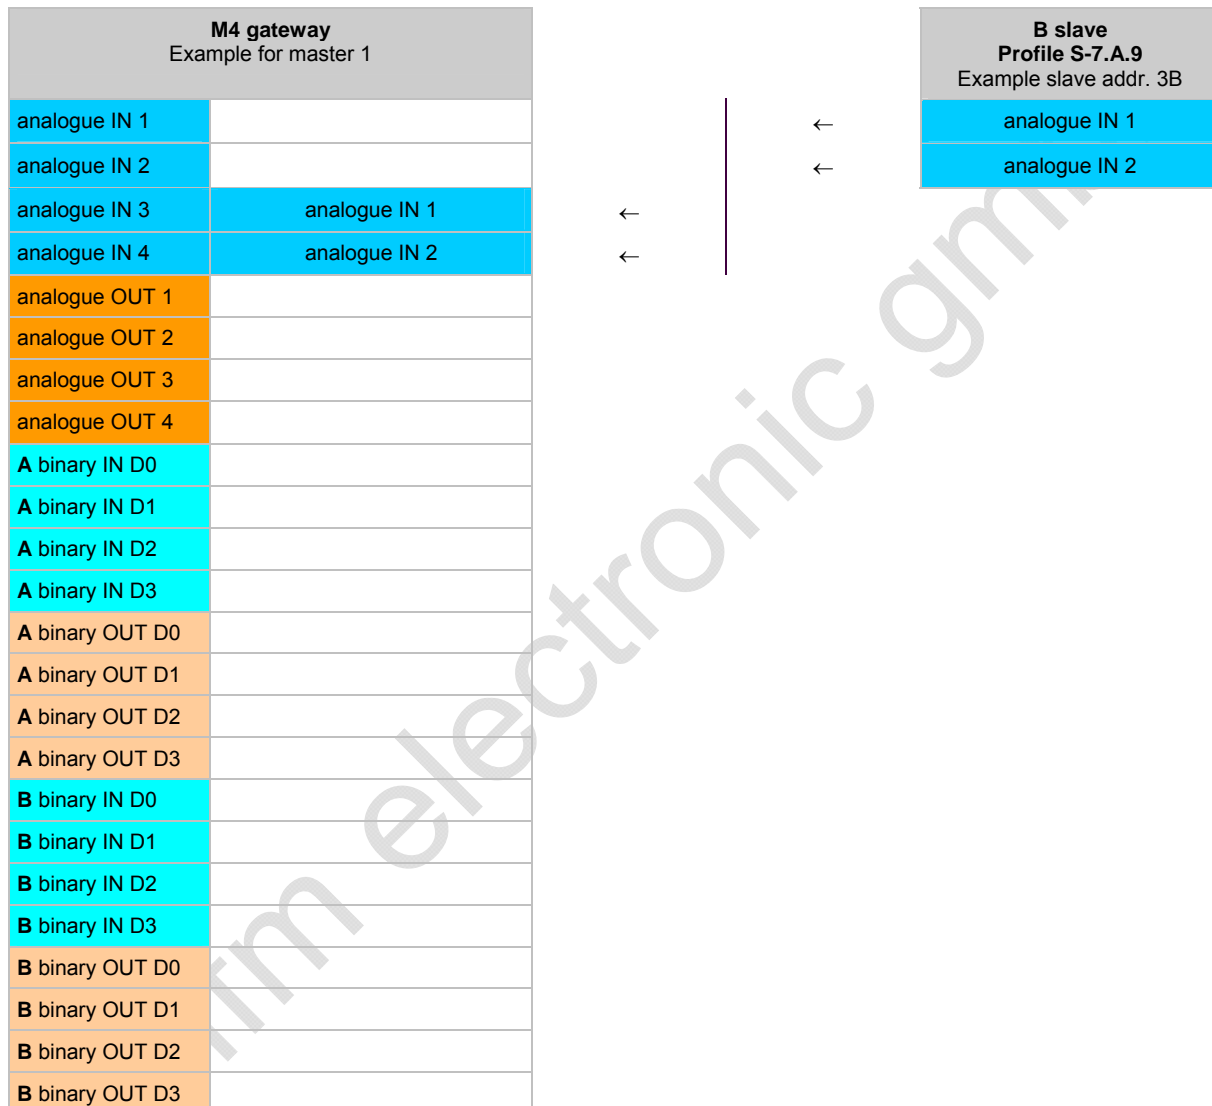 M4 gateway
Example for master 1
B slave
Profile S-7.A.9
Example slave addr. 3B
analogue IN 1
← analogue IN 1
analogue IN 2
← analogue IN 2
analogue IN 3 analogue IN 1 ←
analogue IN 4 analogue IN 2 ←
analogue OUT 1
analogue OUT 2
analogue OUT 3
analogue OUT 4
A binary IN D0
A binary IN D1
A binary IN D2
A binary IN D3
A binary OUT D0
A binary OUT D1
A binary OUT D2
A binary OUT D3
B binary IN D0
B binary IN D1
B binary IN D2
B binary IN D3
B binary OUT D0
B binary OUT D1
B binary OUT D2
B binary OUT D3
electronic